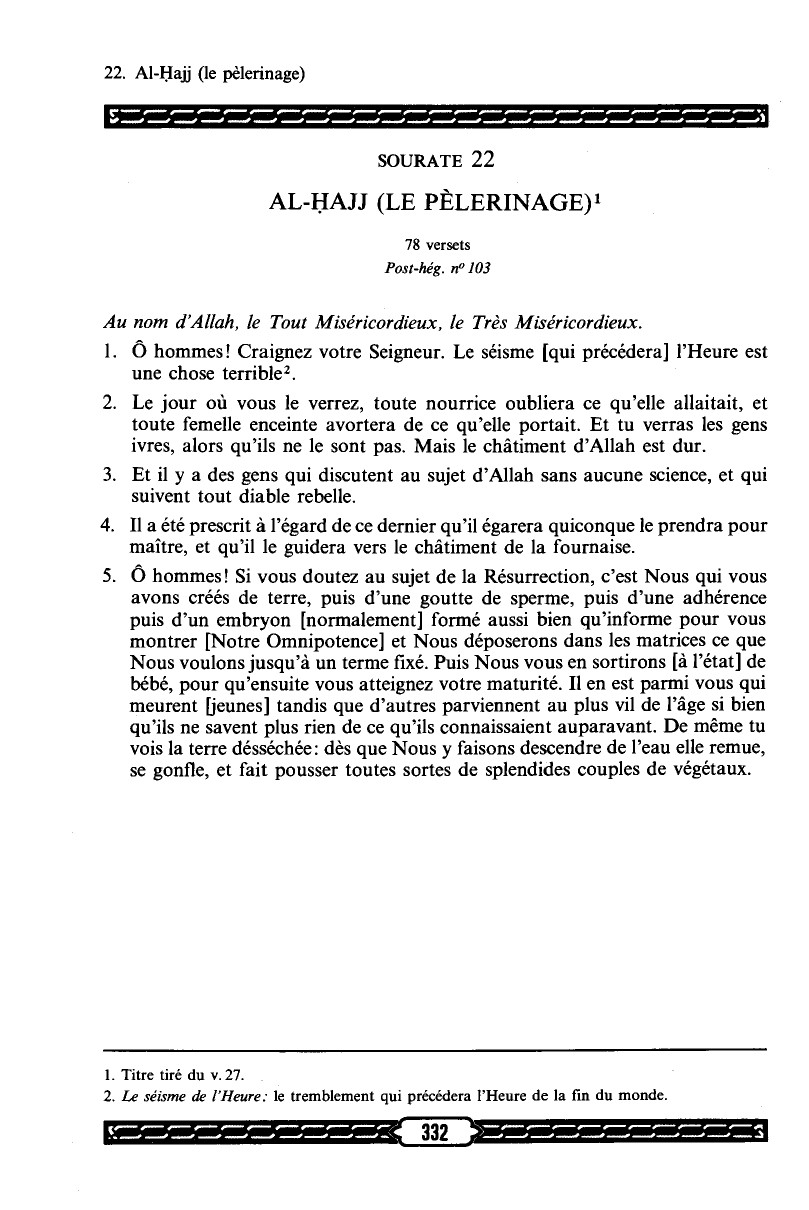 22. Al-Ḥajj (le pèlerinage)
SOURATE 22
AL-ḤAJJ (LE PÈLERINAGE)¹
78 versets
Post-hég. nº 103
Au nom d'Allah, le Tout Miséricordieux, le Très Miséricordieux.
1. Ô hommes! Craignez votre Seigneur. Le séisme [qui précédera] l'Heure est
une chose terrible².
2. Le jour où vous le verrez, toute nourrice oubliera ce qu'elle allaitait, et
toute femelle enceinte avortera de ce qu'elle portait. Et tu verras les gens
ivres, alors qu'ils ne le sont pas. Mais le châtiment d'Allah est dur.
3. Et il y a des gens qui discutent au sujet d'Allah sans aucune science, et qui
suivent tout diable rebelle.
4. Il a été prescrit à l'égard de ce dernier qu'il égarera quiconque le prendra pour
maître, et qu'il le guidera vers le châtiment de la fournaise.
5. Ô hommes! Si vous doutez au sujet de la Résurrection, c'est Nous qui vous
avons créés de terre, puis d'une goutte de sperme, puis d'une adhérence
puis d'un embryon [normalement] formé aussi bien qu'informe pour vous
montrer [Notre Omnipotence] et Nous déposerons dans les matrices ce que
Nous voulons jusqu'à un terme fixé. Puis Nous vous en sortirons [à l'état] de
bébé, pour qu'ensuite vous atteignez votre maturité. Il en est parmi vous qui
meurent [jeunes] tandis que d'autres parviennent au plus vil de l'âge si bien
qu'ils ne savent plus rien de ce qu'ils connaissaient auparavant. De même tu
vois la terre désséchée: dès que Nous y faisons descendre de l'eau elle remue,
se gonfle, et fait pousser toutes sortes de splendides couples de végétaux.
1. Titre tiré du v. 27.
2. Le séisme de l'Heure: le tremblement qui précédera l'Heure de la fin du monde.
332